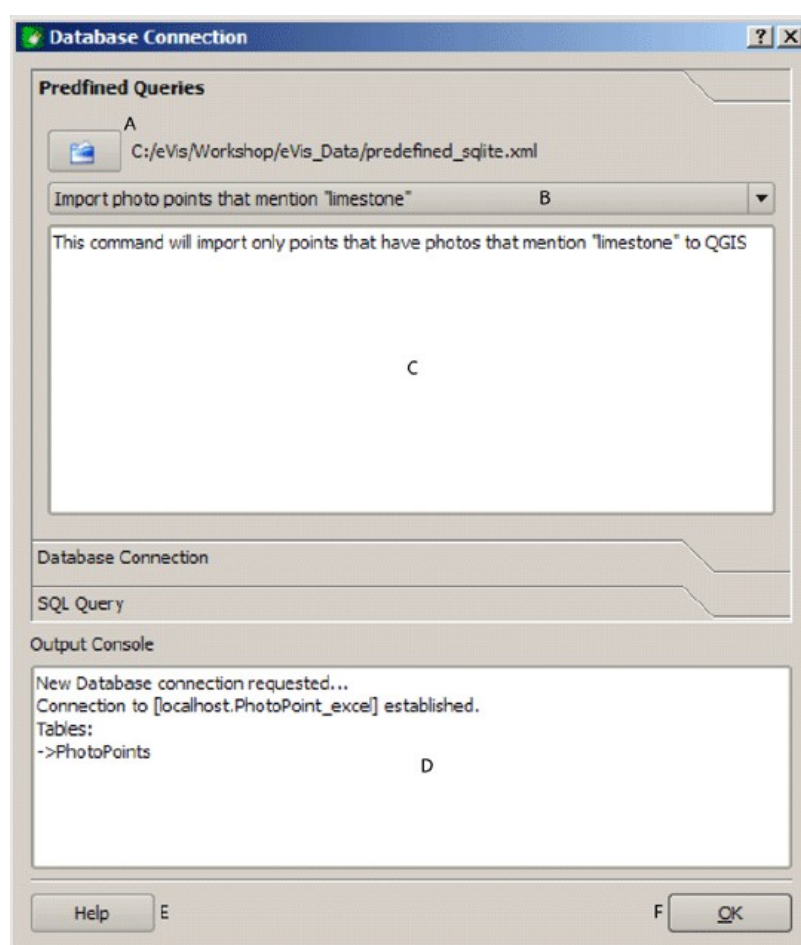 Database Connection
? X
Predfined Queries
A
C:/eVis/Workshop/eVis_Data/predefined_sqlite.xml
Import photo points that mention "limestone" B
This command will import only points that have photos that mention "limestone" to QGIS
C
Database Connection
SQL Query
Output Console
New Database connection requested...
Connection to [localhost.PhotoPoint_excel] established.
Tables:
->PhotoPoints
D
Help E F OK